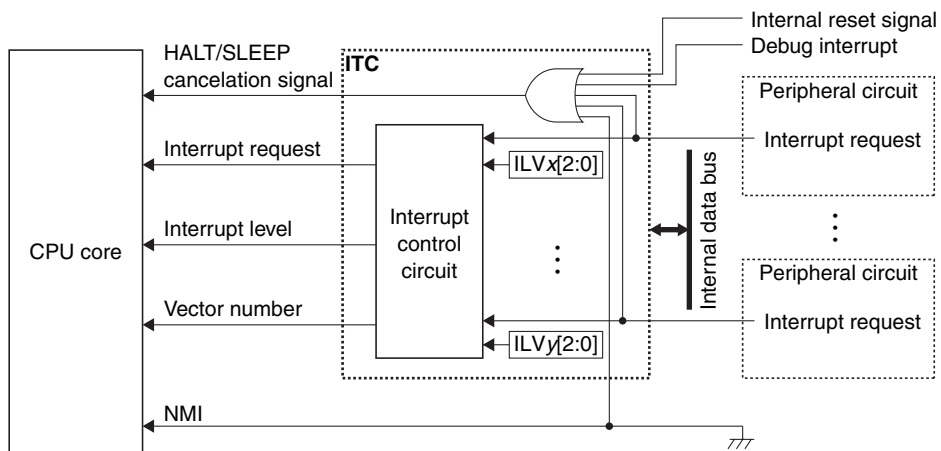 Internal reset signal
Debug interrupt
HALT/SLEEP
cancelation signal
ITC
Peripheral circuit
Interrupt request
Interrupt request
ILVx[2:0]
Interrupt level
Interrupt
control
circuit
CPU core
Internal data bus
Peripheral circuit
Vector number
Interrupt request
ILVy[2:0]
NMI